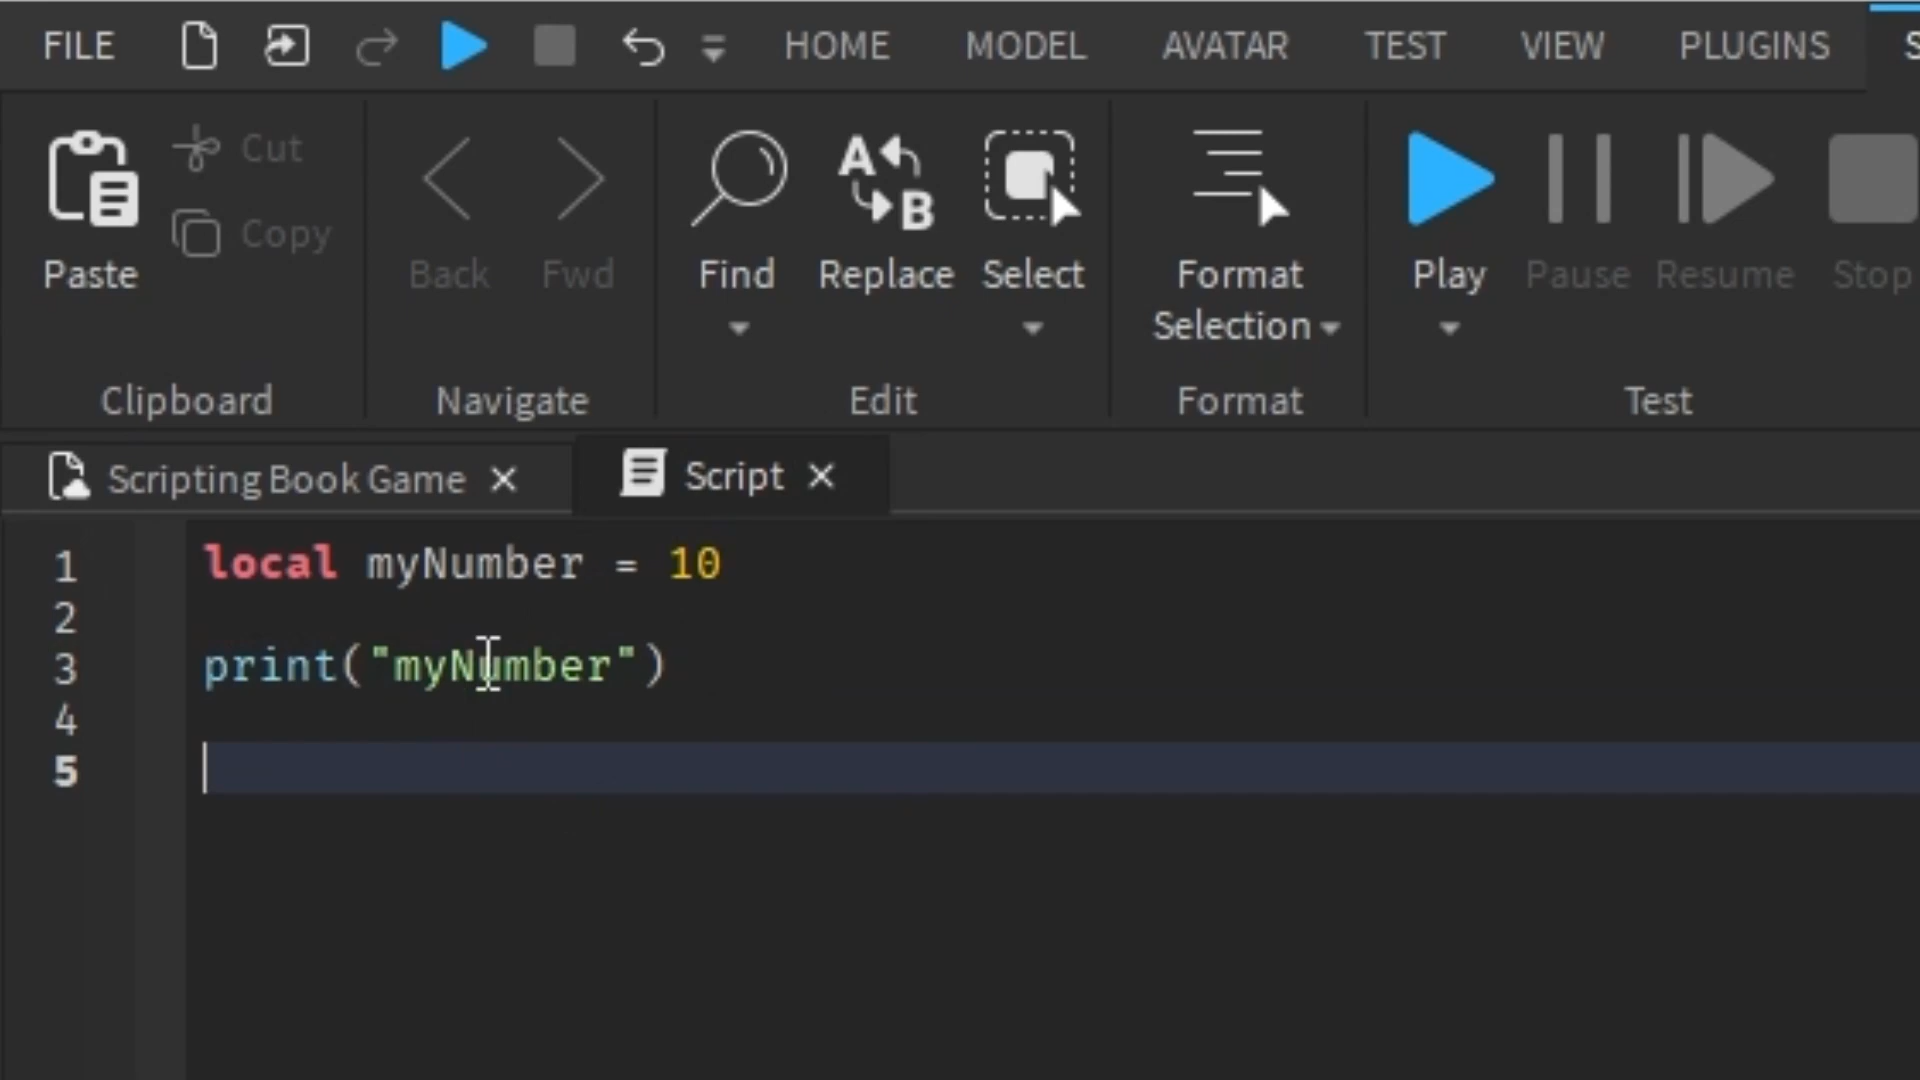 FILE HOME MODEL AVATAR TEST VIEW PLUGINS S
Cut
Copy
Paste Back Fwd Find Replace Select Format Play Pause Resume Stop
Selection
Clipboard Navigate Edit Format Test
Scripting Book Game Script
1 local myNumber = 10
2
3 print("myNumber")
4
5